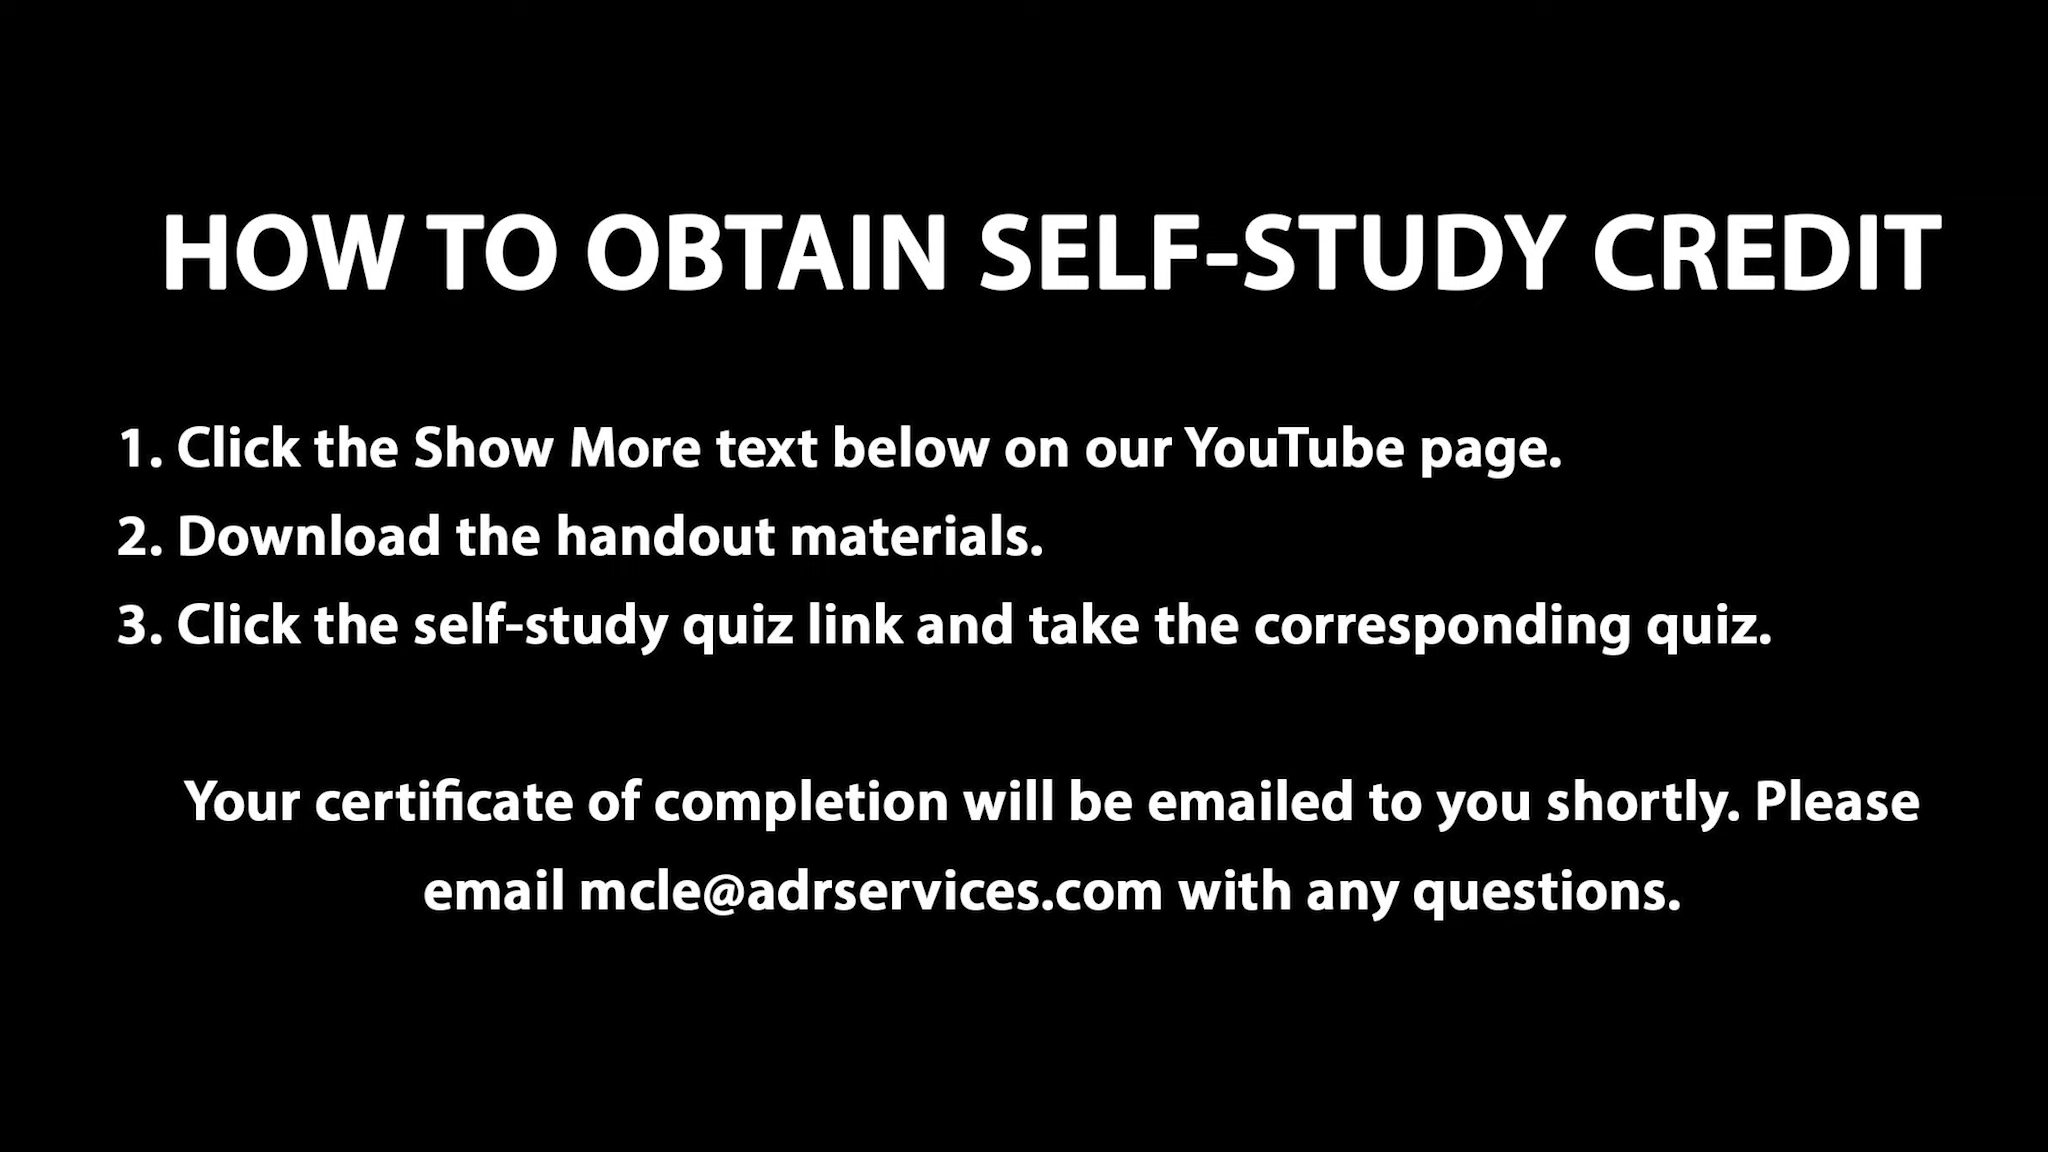 HOW TO OBTAIN SELF-STUDY CREDIT
1. Click the Show More text below on our YouTube page.
2. Download the handout materials.
3. Click the self-study quiz link and take the corresponding quiz.
Your certificate of completion will be emailed to you shortly. Please
email mcle@adrservices.com with any questions.